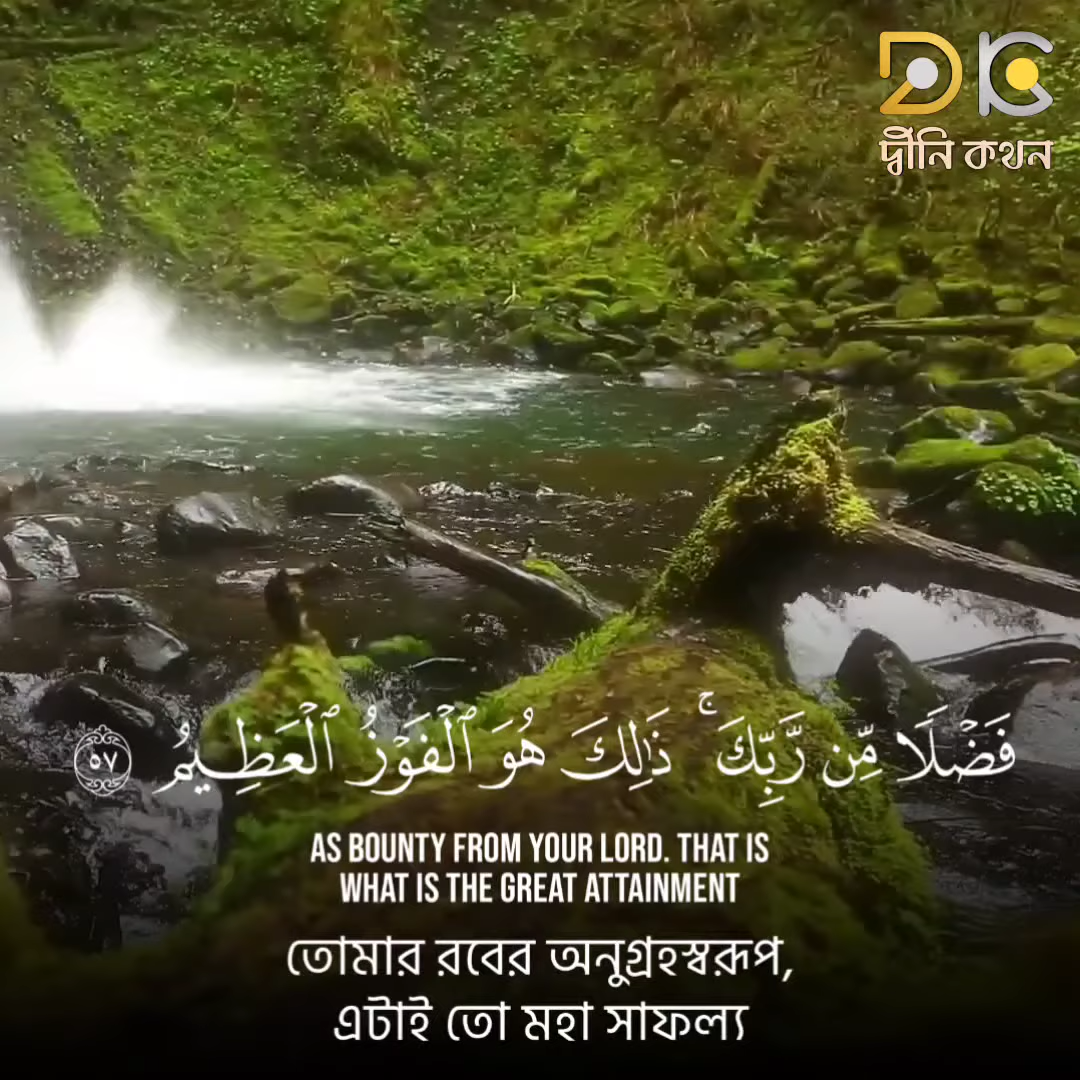 DK
দ্বীনি কথন
فَضْلًا مِّن رَّبِّكَ ۚ ذَٰلِكَ هُوَ ٱلْفَوْزُ ٱلْعَظِيمُ ٥٧
AS BOUNTY FROM YOUR LORD. THAT IS
WHAT IS THE GREAT ATTAINMENT
তোমার রবের অনুগ্রহস্বরূপ,
এটাই তো মহা সাফল্য